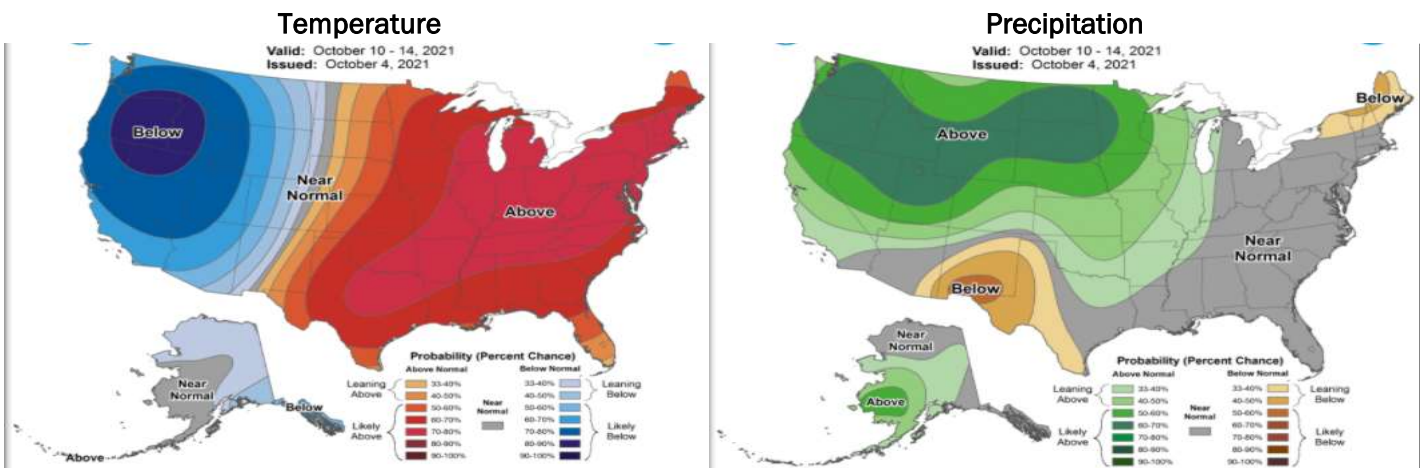 Temperature
Valid: October 10 - 14, 2021
Issued: October 4, 2021
Below
Near
Normal
Above
Near
Normal
Below
Above
Probability (Percent Chance)
Above Normal
Below Normal
Leaning
Above
33-40%
40-50%
Likely
Above
50-60%
60-70%
70-80%
80-90%
90-100%
Near
Normal
33-40%
40-50%
Leaning
Below
50-60%
60-70%
70-80%
80-90%
90-100%
Likely
Below
Precipitation
Valid: October 10 - 14, 2021
Issued: October 4, 2021
Above
Below
Near
Normal
Below
Near
Normal
Above
Probability (Percent Chance)
Above Normal
Below Normal
Leaning
Above
33-40%
40-50%
Likely
Above
50-60%
60-70%
70-80%
80-90%
90-100%
Near
Normal
33-40%
40-50%
Leaning
Below
50-60%
60-70%
70-80%
80-90%
90-100%
Likely
Below